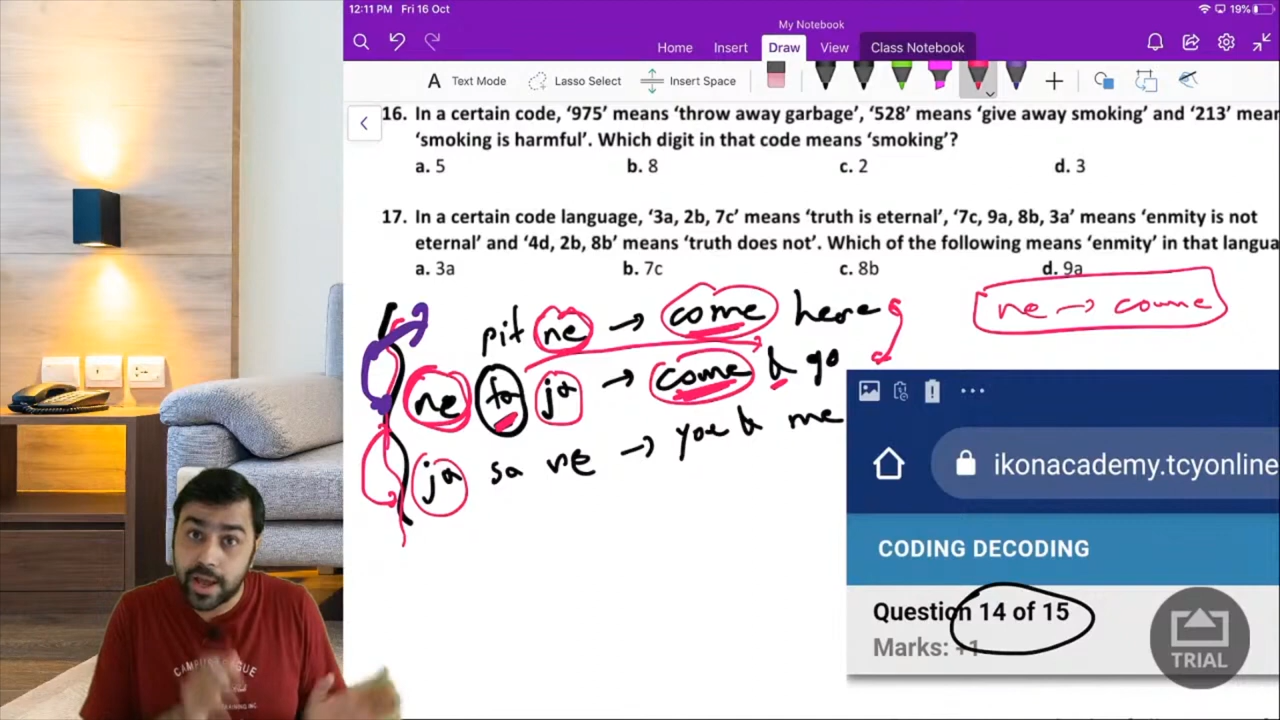 12:11 PM Fri 16 Oct
19%
My Notebook
Home Insert Draw View Class Notebook
Text Mode Lasso Select Insert Space
16. In a certain code, ‘975’ means ‘throw away garbage’, ‘528’ means ‘give away smoking’ and ‘213’ mean
‘smoking is harmful’. Which digit in that code means ‘smoking’?
a. 5 b. 8 c. 2 d. 3
17. In a certain code language, ‘3a, 2b, 7c’ means ‘truth is eternal’, ‘7c, 9a, 8b, 3a’ means ‘enmity is not
eternal’ and ‘4d, 2b, 8b’ means ‘truth does not’. Which of the following means ‘enmity’ in that langua
a. 3a b. 7c c. 8b d. 9a
ne → come
pit ne → come here
ne ta ja → come & go
ja sa ne → you & me
ikonacademy.tcyonline
CODING DECODING
Question 14 of 15
Marks: +1
TRIAL